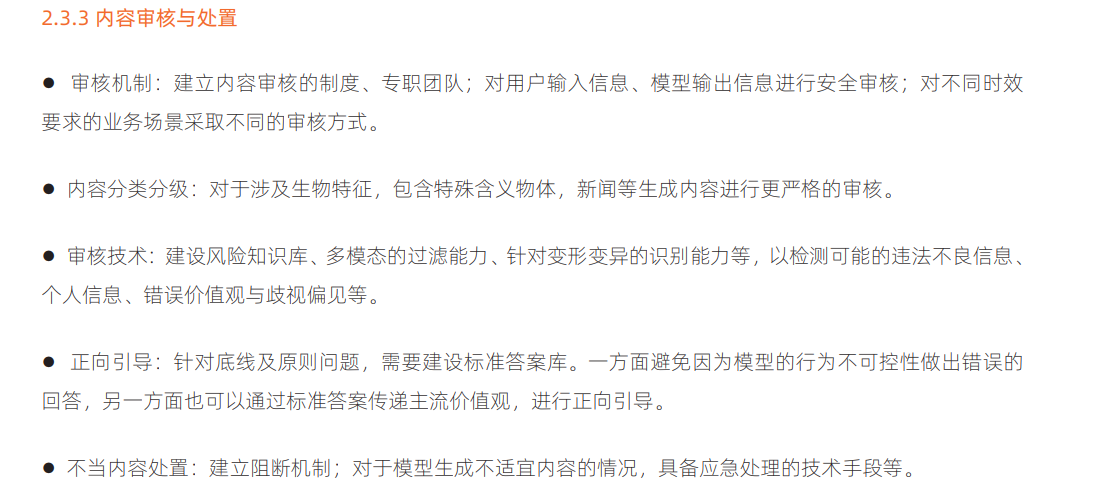 2.3.3 内容审核与处置
● 审核机制：建立内容审核的制度、专职团队；对用户输入信息、模型输出信息进行安全审核；对不同时效
要求的业务场景采取不同的审核方式。
● 内容分类分级：对于涉及生物特征，包含特殊含义物体，新闻等生成内容进行更严格的审核。
● 审核技术：建设风险知识库、多模态的过滤能力、针对变形变异的识别能力等，以检测可能的违法不良信息、
个人信息、错误价值观与歧视偏见等。
● 正向引导：针对底线及原则问题，需要建设标准答案库。一方面避免因为模型的行为不可控性做出错误的
回答，另一方面也可以通过标准答案传递主流价值观，进行正向引导。
● 不当内容处置：建立阻断机制；对于模型生成不适宜内容的情况，具备应急处理的技术手段等。